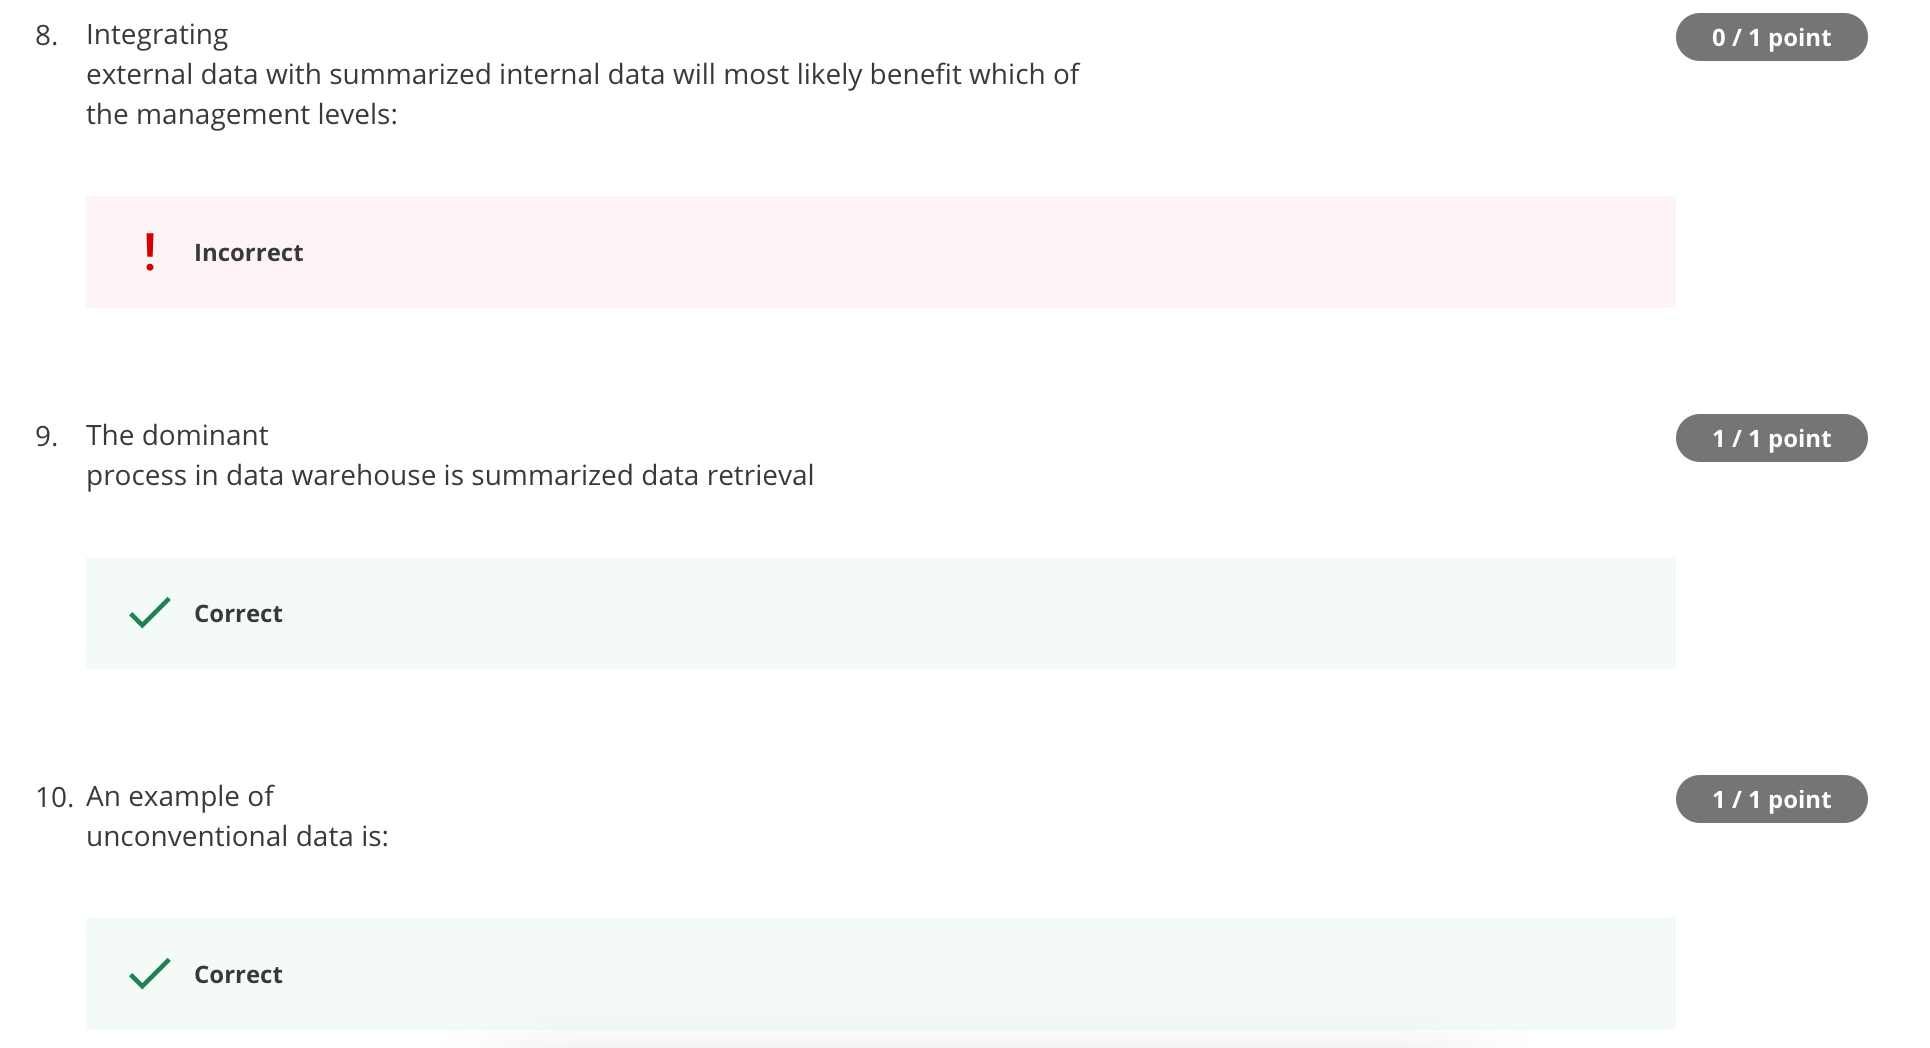 8. Integrating
0 / 1 point
external data with summarized internal data will most likely benefit which of
the management levels:
Incorrect
9. The dominant
1 / 1 point
process in data warehouse is summarized data retrieval
Correct
10. An example of
1 / 1 point
unconventional data is:
Correct